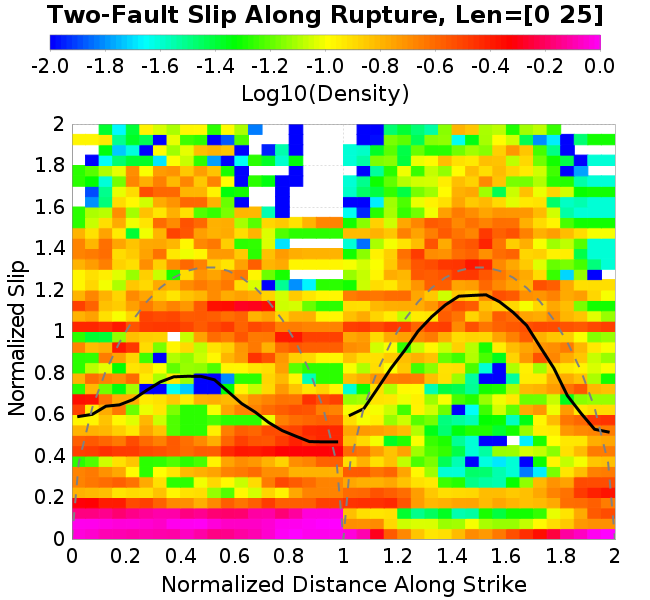 Two-Fault Slip Along Rupture, Len=[0 25]
-2.0 -1.8 -1.6 -1.4 -1.2 -1.0 -0.8 -0.6 -0.4 -0.2 0.0
Log10(Density)
2
1.8
1.6
1.4
1.2
1
0.8
0.6
0.4
0.2
0
Normalized Slip
0 0.2 0.4 0.6 0.8 1 1.2 1.4 1.6 1.8 2
Normalized Distance Along Strike